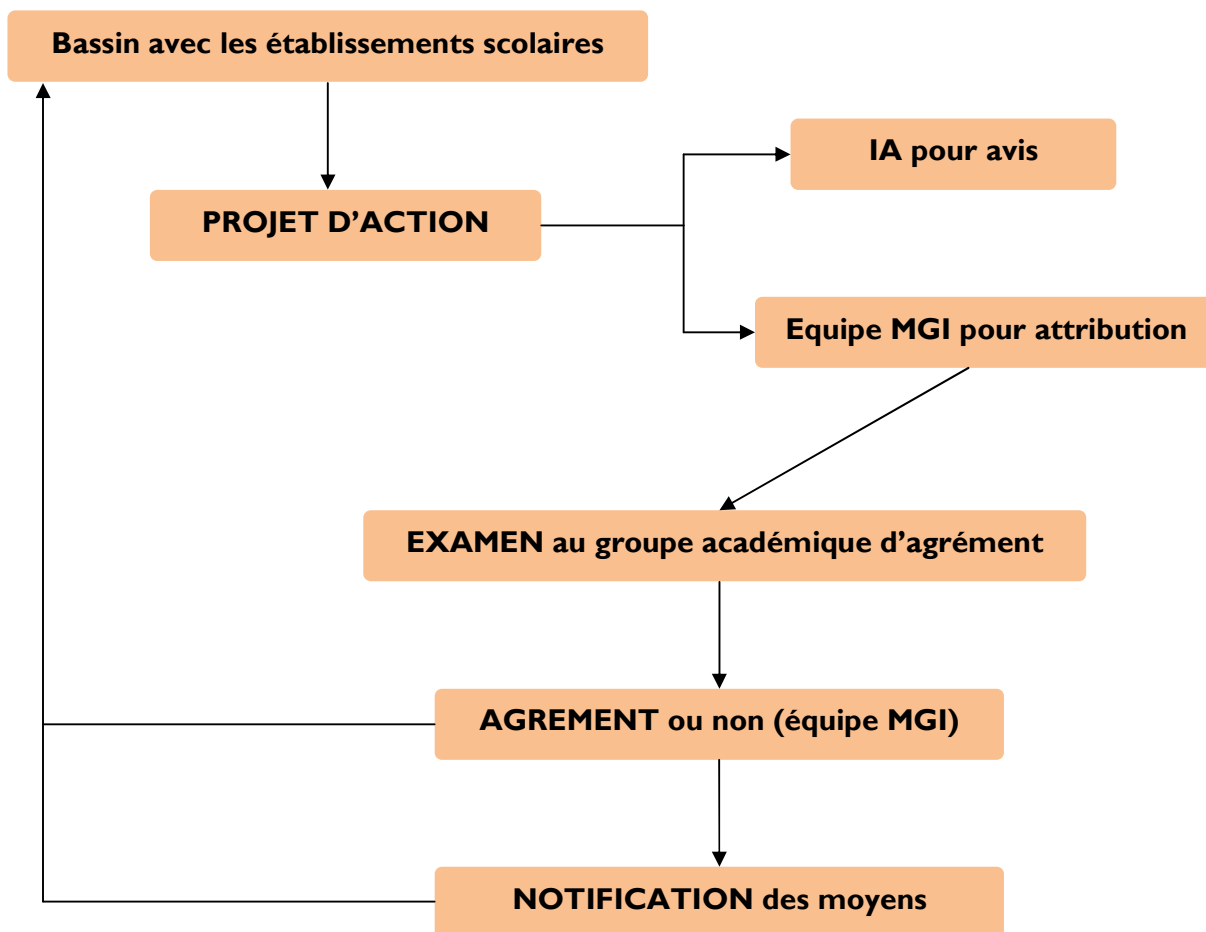 Bassin avec les établissements scolaires
IA pour avis
PROJET D’ACTION
Equipe MGI pour attribution
EXAMEN au groupe académique d’agrément
AGREMENT ou non (équipe MGI)
NOTIFICATION des moyens